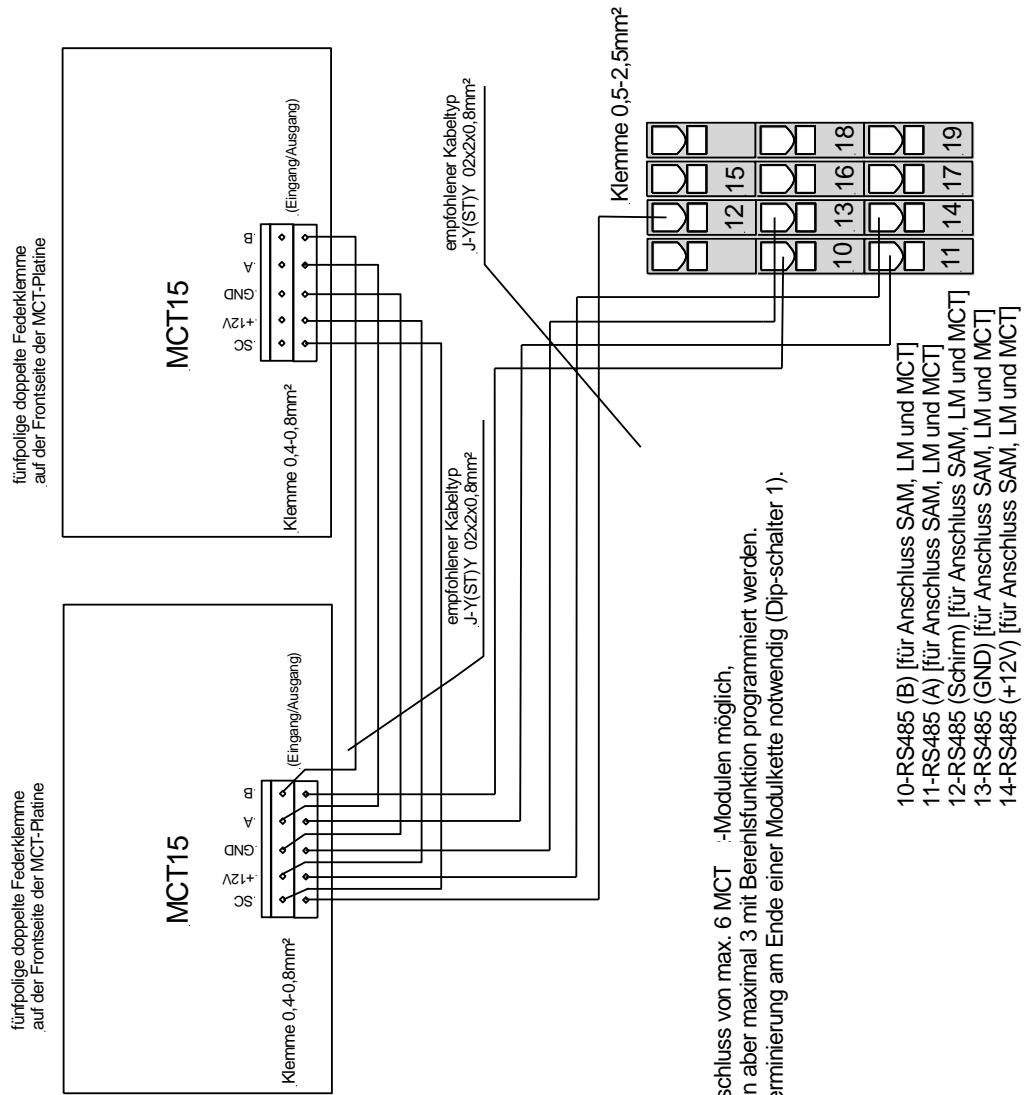 fünfpolige doppelte Federklemme
auf der Frontseite der MCT-Platine
MCT15
Klemme 0,4-0,8mm²
SC
+12V
GND
A
B
(Eingang/Ausgang)
fünfpolige doppelte Federklemme
auf der Frontseite der MCT-Platine
MCT15
Klemme 0,4-0,8mm²
SC
+12V
GND
A
B
(Eingang/Ausgang)
empfohlener Kabeltyp
J-Y(ST)Y 02x2x0,8mm²
empfohlener Kabeltyp
J-Y(ST)Y 02x2x0,8mm²
schluss von max. 6 MCT -Modulen möglich,
n aber maximal 3 mit Berehlsfunktion programmiert werden.
erminierung am Ende einer Modulkette notwendig (Dip-schalter 1).
Klemme 0,5-2,5mm²
12 15
10 13 16 18
11 14 17 19
10-RS485 (B) [für Anschluss SAM, LM und MCT]
11-RS485 (A) [für Anschluss SAM, LM und MCT]
12-RS485 (Schirm) [für Anschluss SAM, LM und MCT]
13-RS485 (GND) [für Anschluss SAM, LM und MCT]
14-RS485 (+12V) [für Anschluss SAM, LM und MCT]